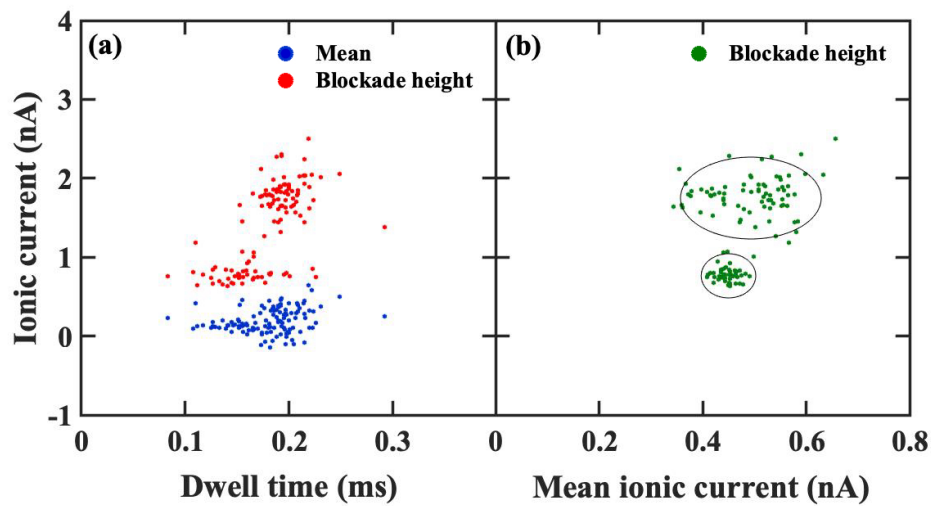 4
(a)
Mean
Blockade height
(b)
Blockade height
3
2
1
0
-1
Ionic current (nA)
0 0.1 0.2 0.3
0 0.2 0.4 0.6 0.8
Dwell time (ms)
Mean ionic current (nA)